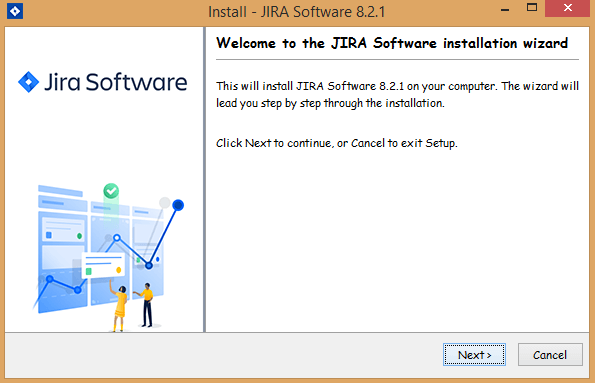 Install - JIRA Software 8.2.1
Jira Software
Welcome to the JIRA Software installation wizard
This will install JIRA Software 8.2.1 on your computer. The wizard will
lead you step by step through the installation.
Click Next to continue, or Cancel to exit Setup.
Next >
Cancel